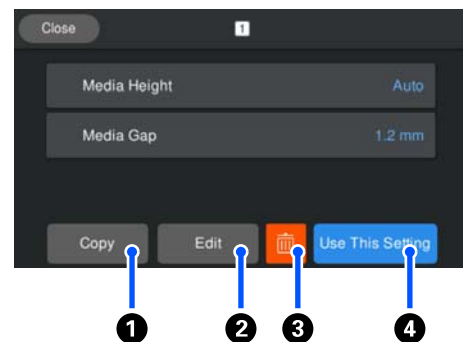 Close 1
Media Height Auto
Media Gap 1.2 mm
Copy Edit Use This Setting
1 2 3 4